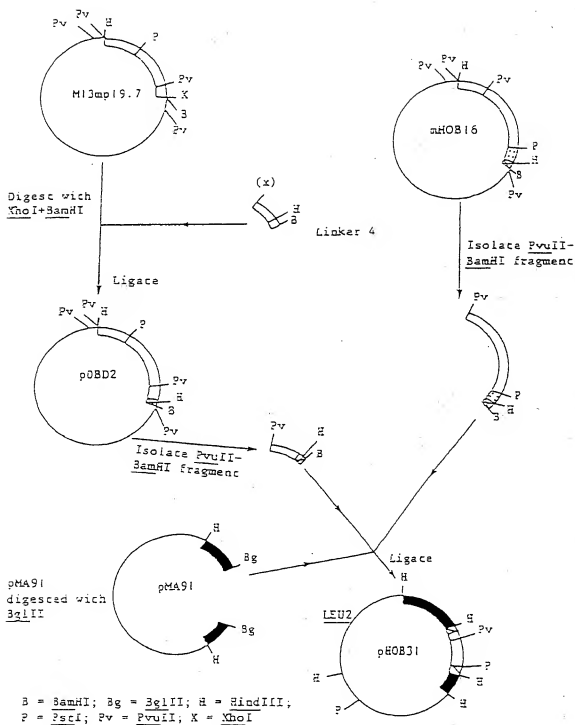 Pv
Pv
H
P
Pv
X
B
Pv
M13mp19.7
Pv
Pv
H
Pv
P
H
B
Pv
mHOB16
Digest with
XhoI+BamHI
(x)
H
B
Linker 4
Isolate PvuII-
BamHI fragment
Ligate
Pv
Pv
H
P
Pv
H
B
Pv
pOBD2
Pv
P
H
B
Isolate PvuII-
BamHI fragment
Pv
H
B
Ligate
H
Bg
Bg
H
pMA91
pMA91
digested with
BglII
LEU2
H
H
Pv
P
H
H
P
H
pHOB31
B = BamHI; Bg = BglII; H = HindIII;
P = PstI; Pv = PvuII; X = XhoI